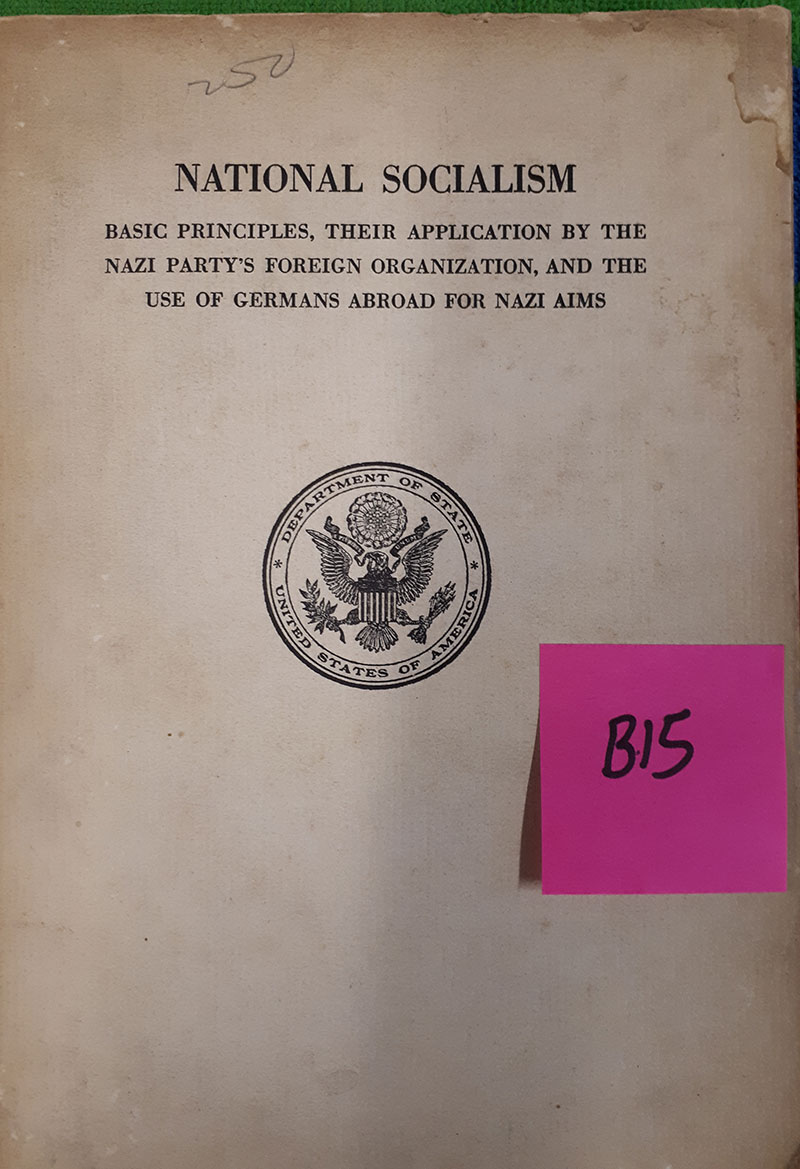 250
NATIONAL SOCIALISM
BASIC PRINCIPLES, THEIR APPLICATION BY THE
NAZI PARTY'S FOREIGN ORGANIZATION, AND THE
USE OF GERMANS ABROAD FOR NAZI AIMS
DEPARTMENT OF STATE
UNITED STATES OF AMERICA
B15